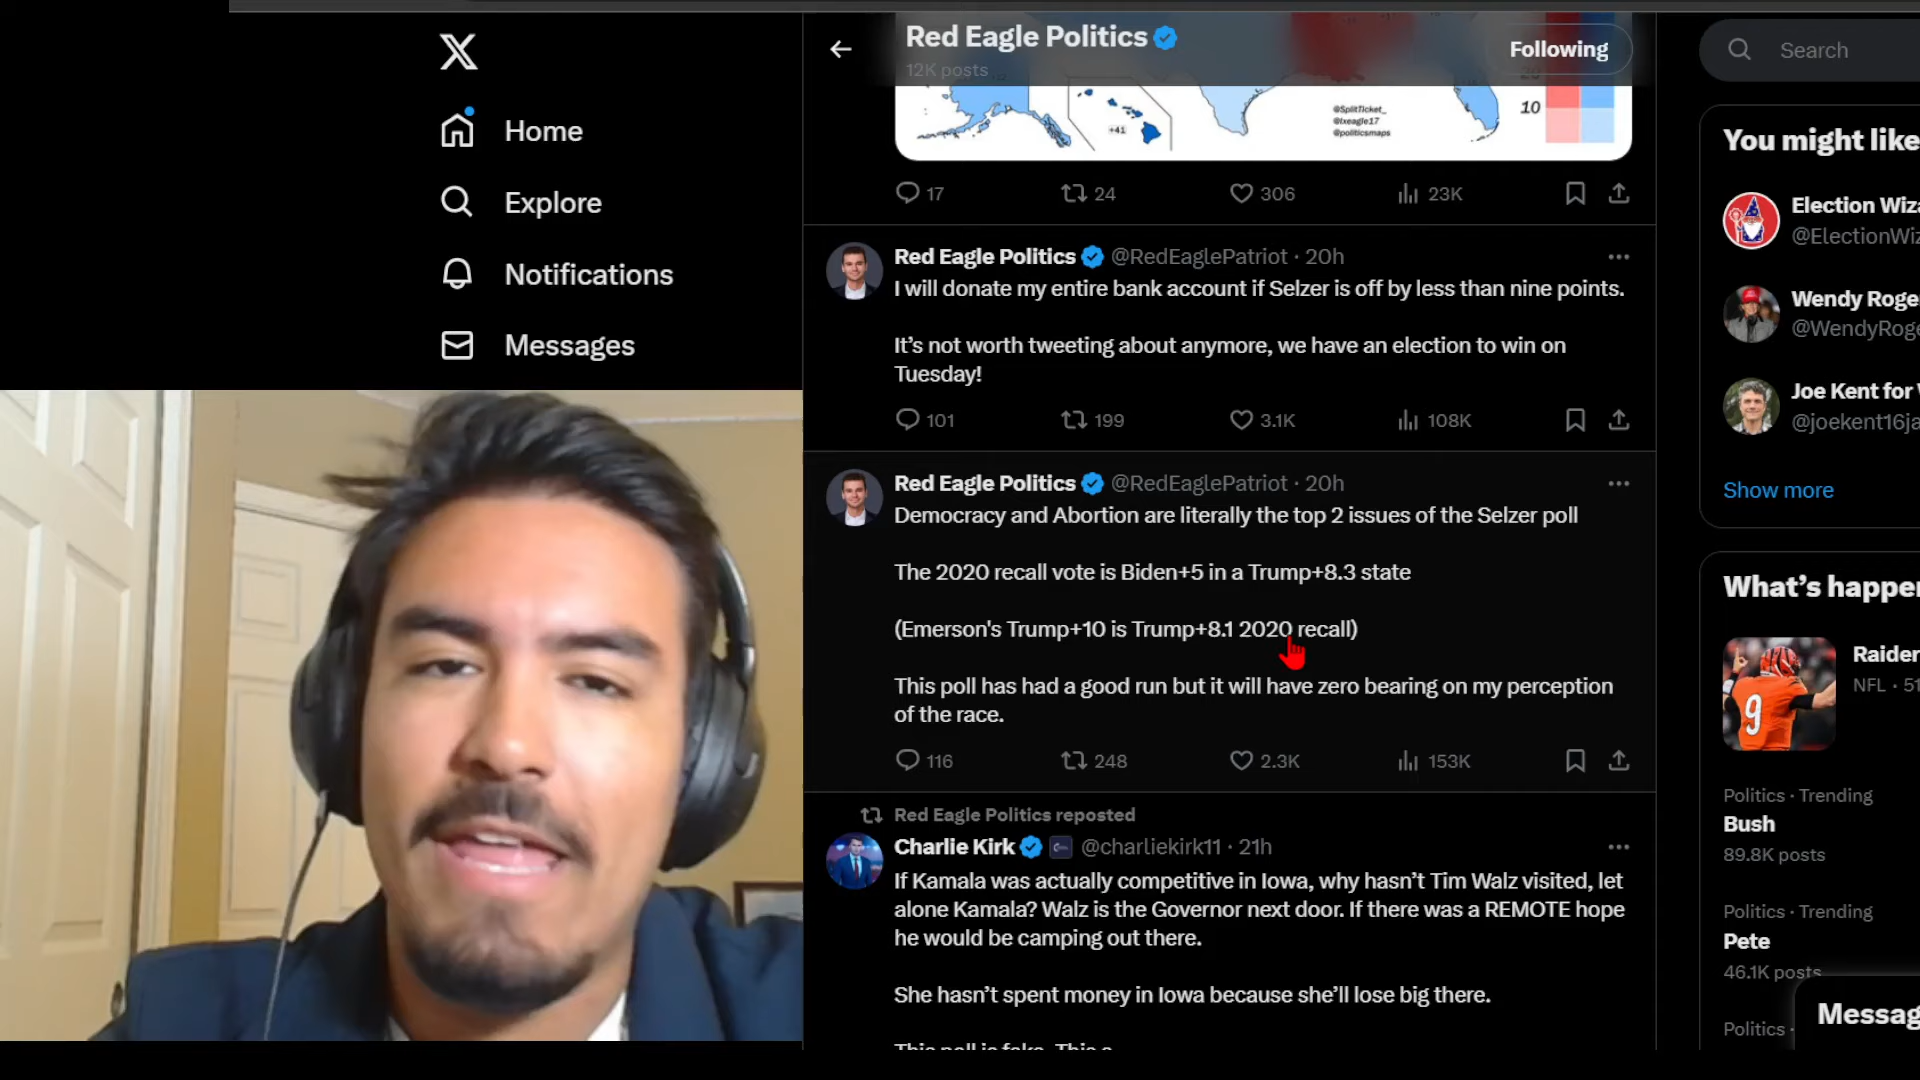 Red Eagle Politics
12K posts
Following
Search
Home
Explore
Notifications
Messages
+41
@SplitTicket_
@lxeagle17
@politicsmaps
20
10
17 24 306 23K
Red Eagle Politics @RedEaglePatriot · 20h
I will donate my entire bank account if Selzer is off by less than nine points.
It’s not worth tweeting about anymore, we have an election to win on
Tuesday!
101 199 3.1K 108K
Red Eagle Politics @RedEaglePatriot · 20h
Democracy and Abortion are literally the top 2 issues of the Selzer poll
The 2020 recall vote is Biden+5 in a Trump+8.3 state
(Emerson's Trump+10 is Trump+8.1 2020 recall)
This poll has had a good run but it will have zero bearing on my perception
of the race.
116 248 2.3K 153K
Red Eagle Politics reposted
Charlie Kirk @charliekirk11 · 21h
If Kamala was actually competitive in Iowa, why hasn’t Tim Walz visited, let
alone Kamala? Walz is the Governor next door. If there was a REMOTE hope
he would be camping out there.
She hasn’t spent money in Iowa because she’ll lose big there.
You might like
Election Wiza
@ElectionWiz
Wendy Roge
@WendyRoge
Joe Kent for
@joekent16ja
Show more
What’s happen
Raider
NFL · 51
9
Politics · Trending
Bush
89.8K posts
Politics · Trending
Pete
46.1K posts
Politics ·
Messag